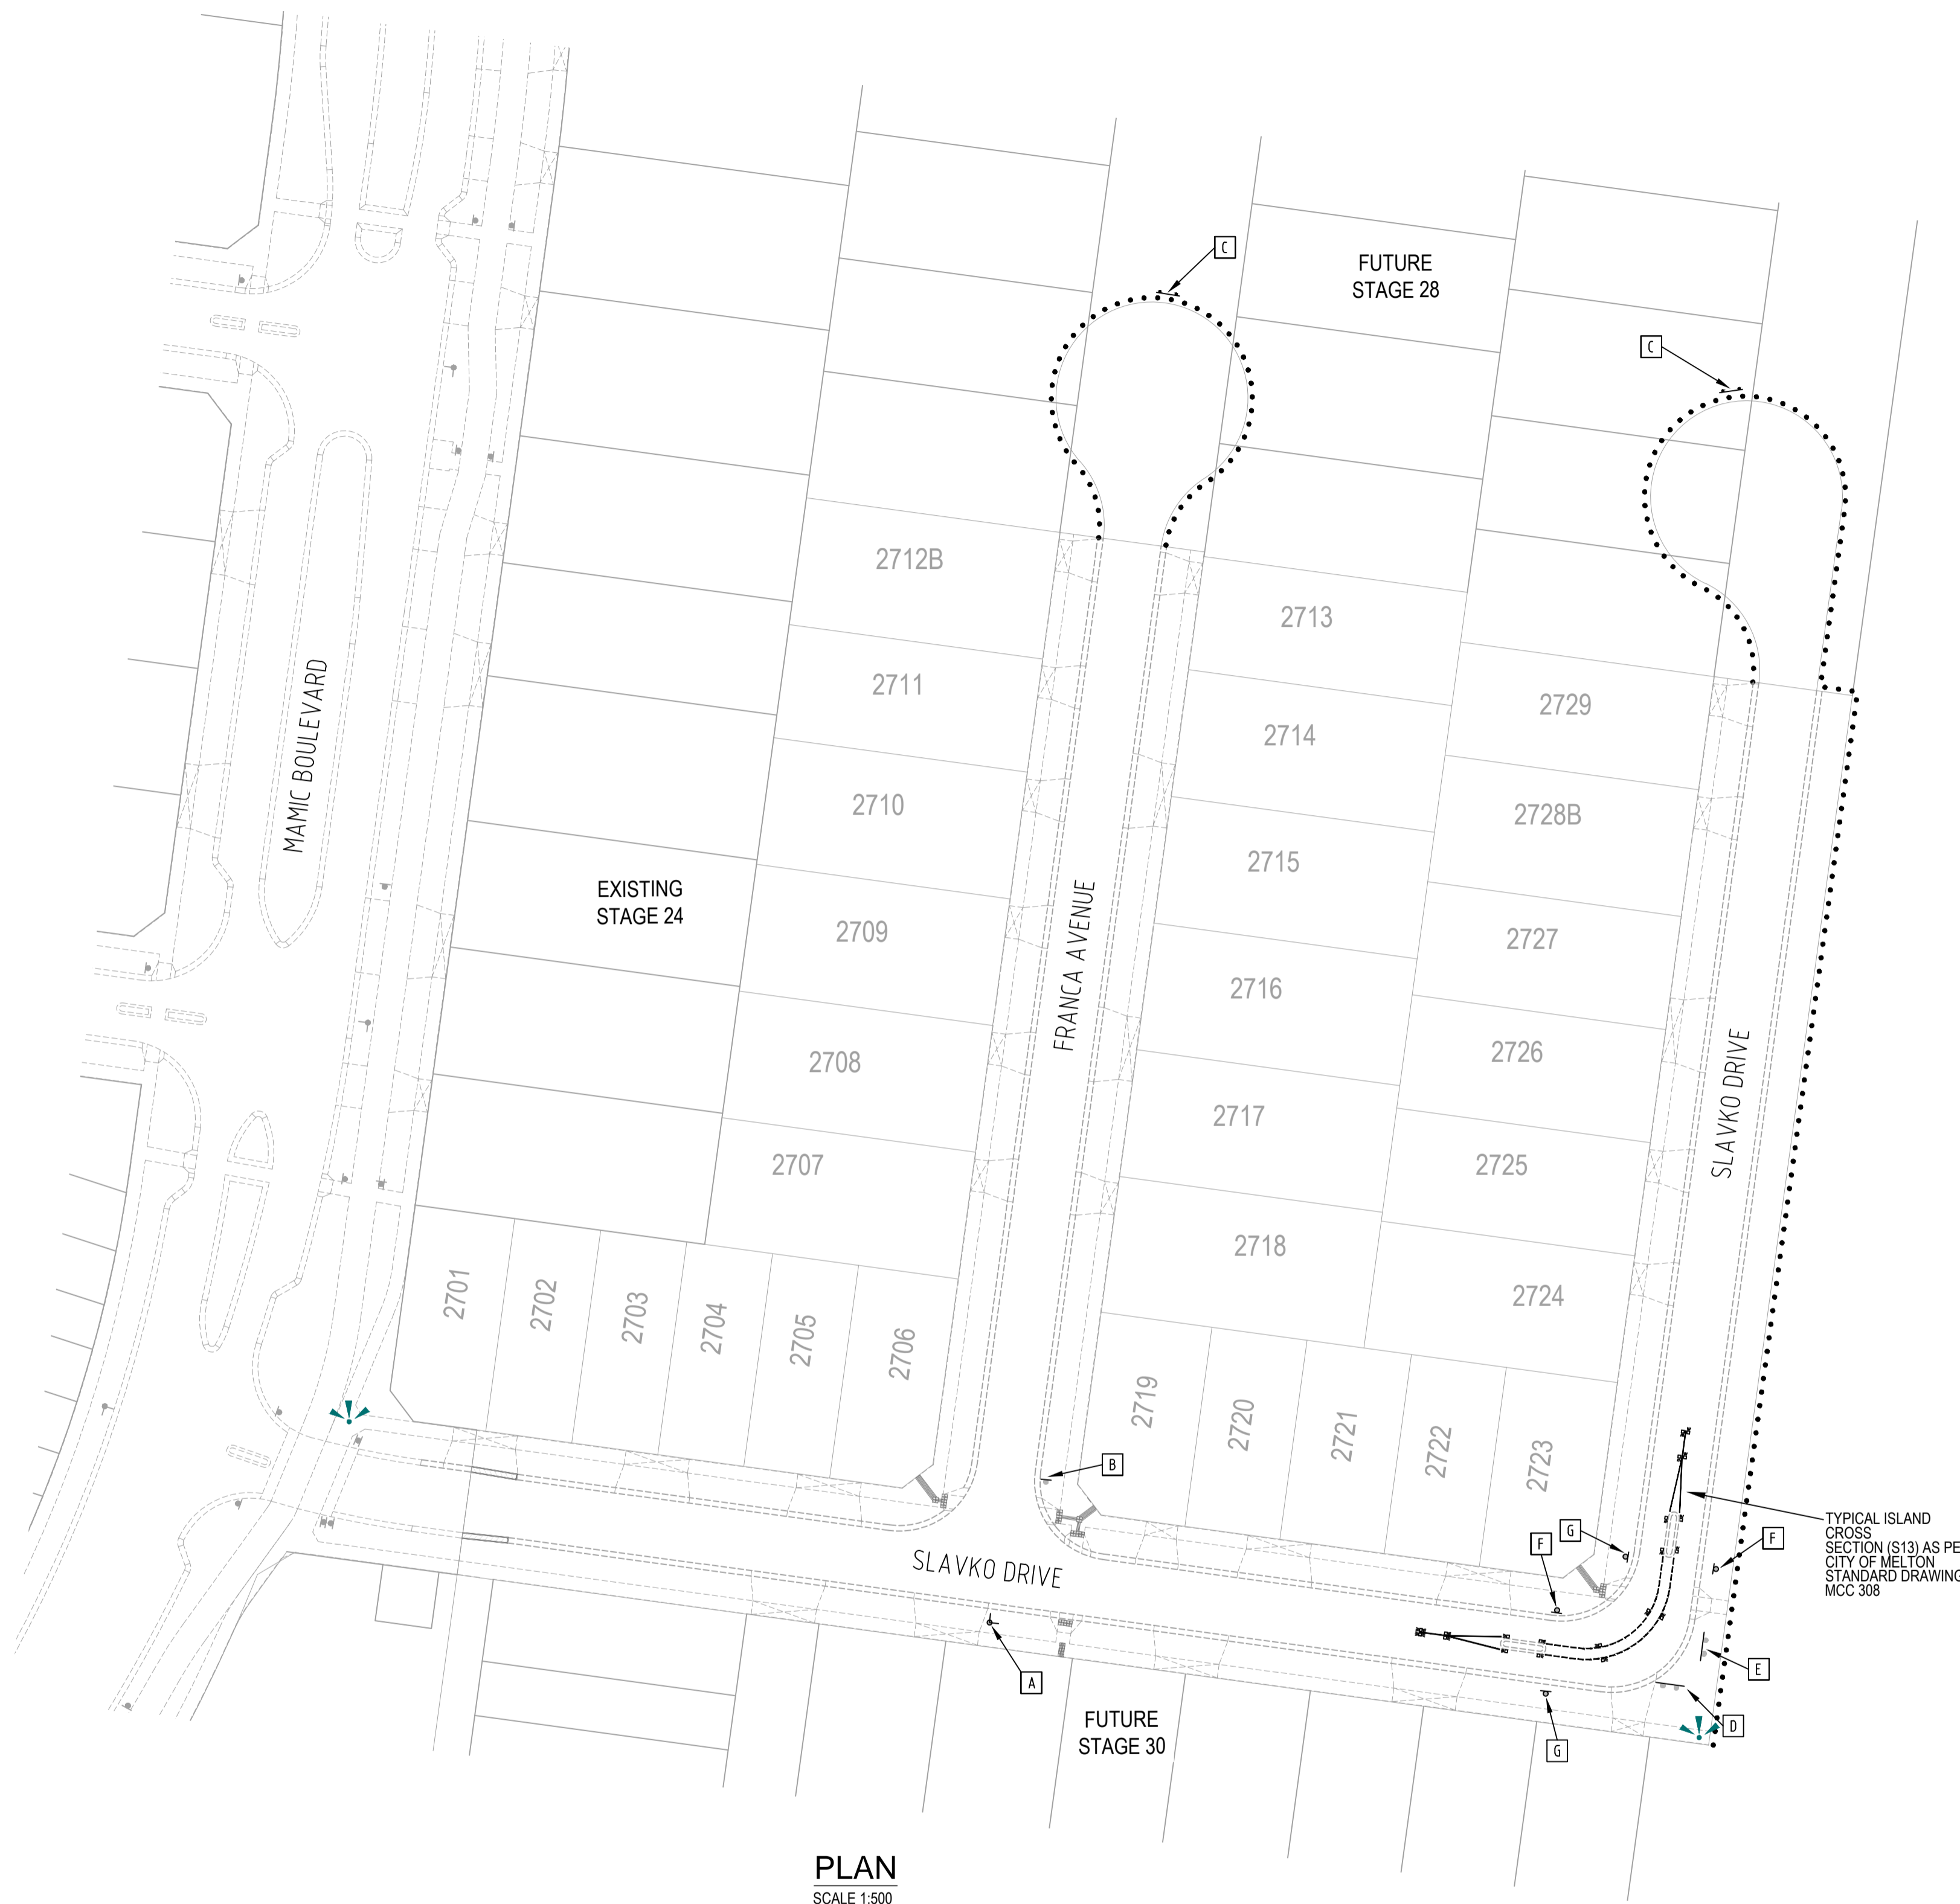 C
FUTURE
STAGE 28
C
2712B
2713
2711
2729
2714
MAMIC BOULEVARD
2710
2728B
2715
EXISTING
STAGE 24
FRANCA AVENUE
2709
2727
2716
2726
SLAVKO DRIVE
2708
2717
2725
2707
2718
2724
2701
2702
2703
2704
2705
2706
2719
2720
2721
2722
2723
B
TYPICAL ISLAND
CROSS
SECTION (S13) AS PE
CITY OF MELTON
STANDARD DRAWING
MCC 308
G
F
F
SLAVKO DRIVE
A
E
D
FUTURE
STAGE 30
G
PLAN
SCALE 1:500